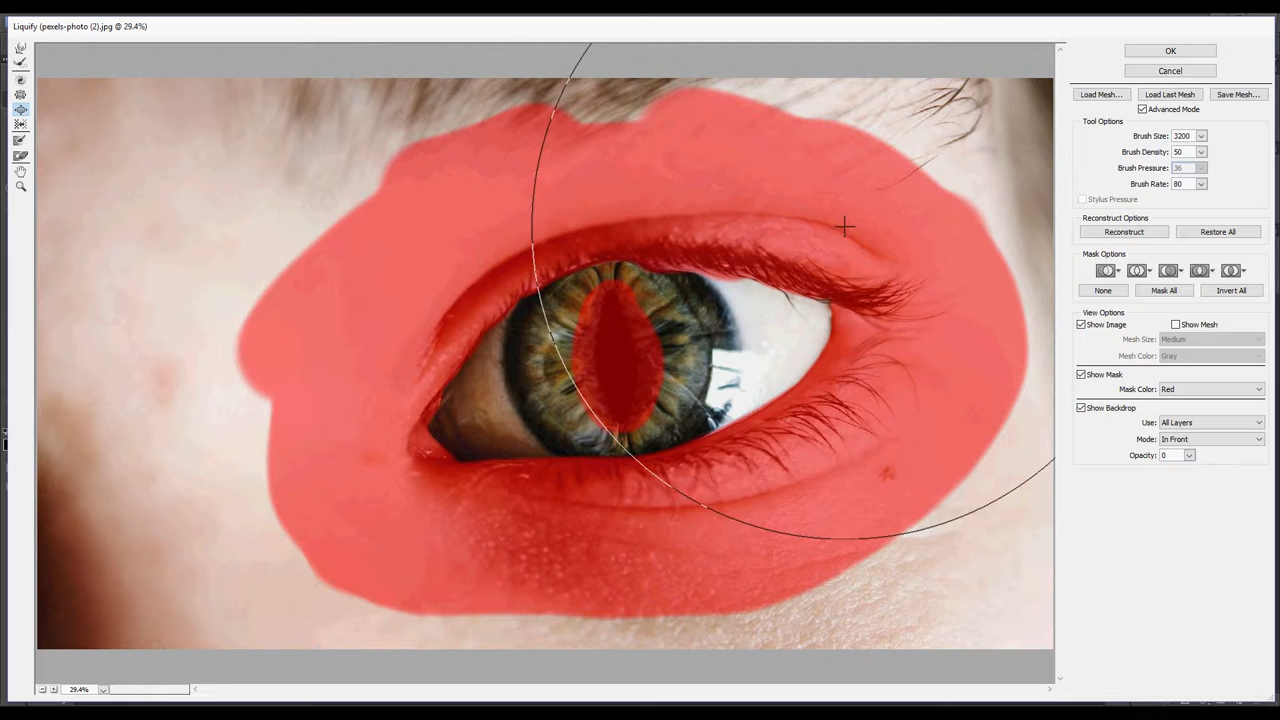 Liquify (pexels-photo (2).jpg @ 29.4%)
OK
Cancel
Load Mesh... Load Last Mesh Save Mesh...
Advanced Mode
Tool Options
Brush Size: 3200
Brush Density: 50
Brush Pressure: 36
Brush Rate: 80
Stylus Pressure
Reconstruct Options
Reconstruct Restore All
Mask Options
None Mask All Invert All
View Options
Show Image Show Mesh
Mesh Size: Medium
Mesh Color: Gray
Show Mask
Mask Color: Red
Show Backdrop
Use: All Layers
Mode: In Front
Opacity: 0
29.4%